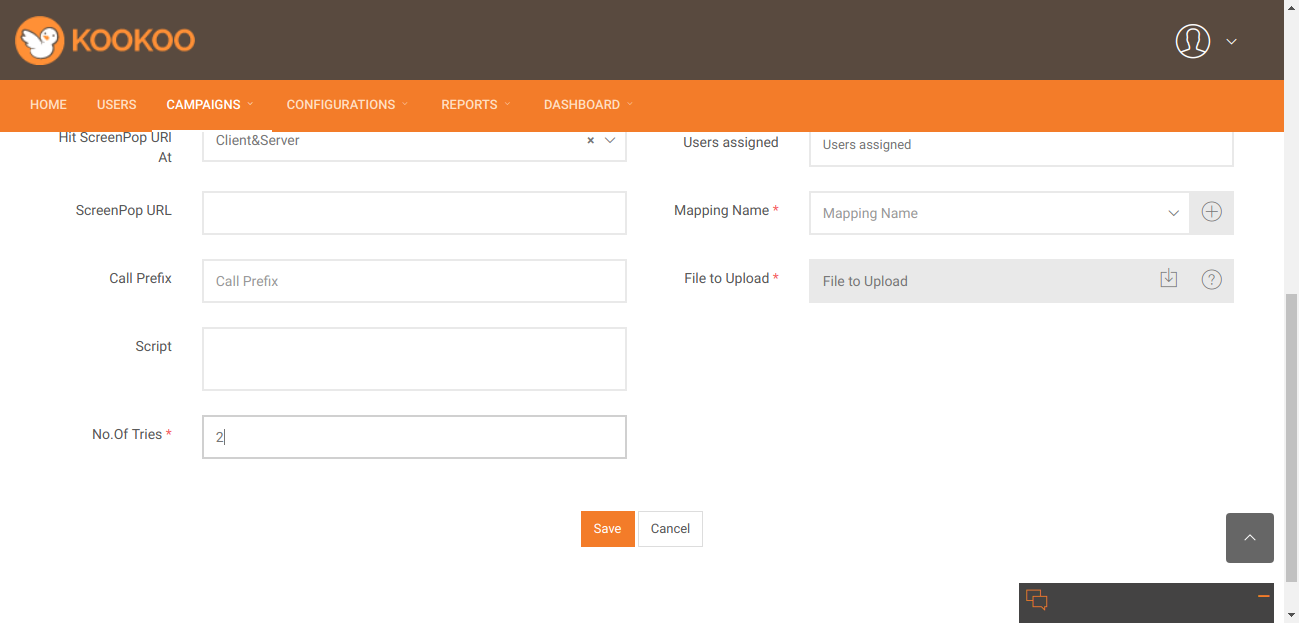 KOOKOO
HOME USERS CAMPAIGNS CONFIGURATIONS REPORTS DASHBOARD
Hit ScreenPop URl
At
Client&Server
×
Users assigned
Users assigned
ScreenPop URL
Mapping Name *
Mapping Name
Call Prefix
Call Prefix
File to Upload *
File to Upload
?
Script
No.Of Tries *
2
Save
Cancel